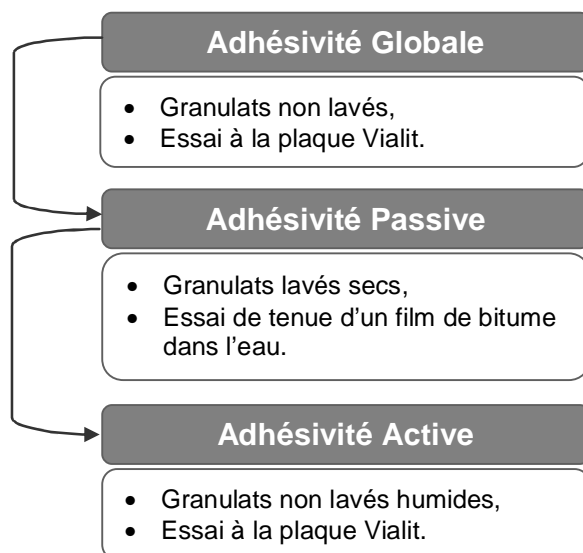 Adhésivité Globale
• Granulats non lavés,
• Essai à la plaque Vialit.
Adhésivité Passive
• Granulats lavés secs,
• Essai de tenue d'un film de bitume
dans l'eau.
Adhésivité Active
• Granulats non lavés humides,
• Essai à la plaque Vialit.